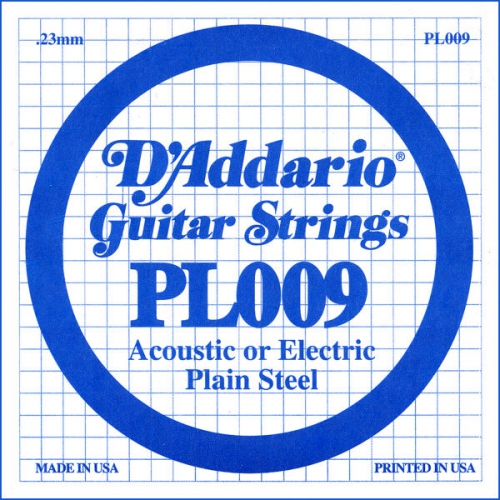 .23mm PL009
D'Addario®
Guitar Strings
PL009
Acoustic or Electric
Plain Steel
MADE IN USA PRINTED IN USA